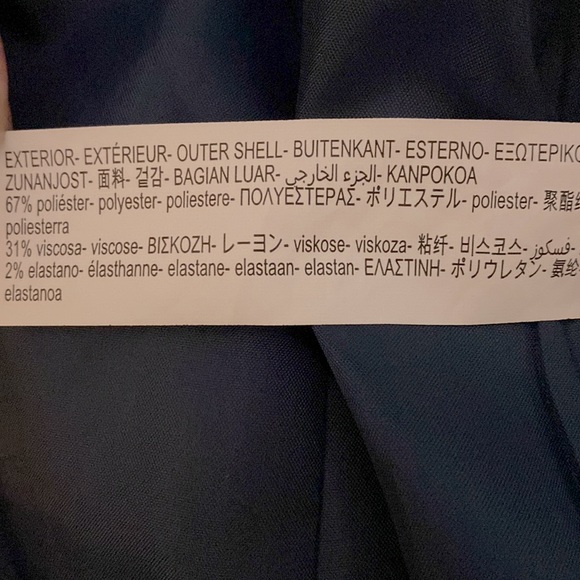 EXTERIOR- EXTÉRIEUR- OUTER SHELL- BUITENKANT- ESTERNO- ΕΞΩΤΕΡΙΚΟ
ZUNANJOST- 面料- 겉감- BAGIAN LUAR- الجزء الخارجي- KANPOKOA
67% poliéster- polyester- poliestere- ΠΟΛΥΕΣΤΕΡΑΣ- ポリエステル- poliester- 聚酯纤
poliesterra
31% viscosa- viscose- ΒΙΣΚΟΖΗ- レーヨン- viskose- viskoza- 粘纤- 비스코스- فسكوز-
2% elastano- élasthanne- elastane- elastaan- elastan- ΕΛΑΣΤΙΝΗ- ポリウレタン- 氨纶-
elastanoa